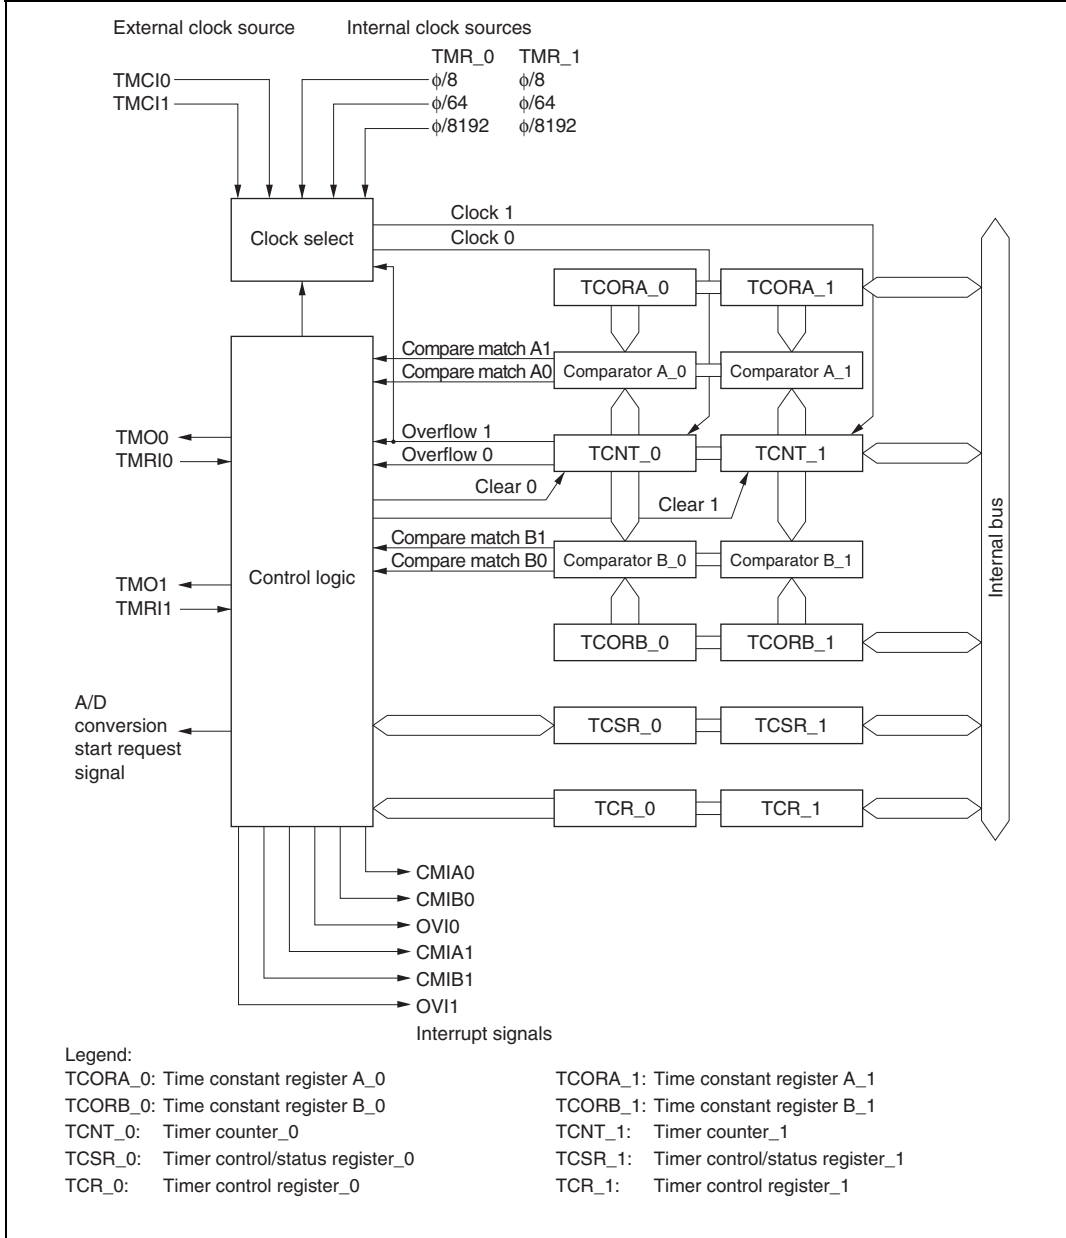 External clock source
Internal clock sources
TMR_0 TMR_1
TMCI0
ϕ/8 ϕ/8
TMCI1
ϕ/64 ϕ/64
ϕ/8192 ϕ/8192
Clock select
Clock 1
Clock 0
TCORA_0
TCORA_1
Compare match A1
Compare match A0
Comparator A_0
Comparator A_1
TMO0
TMRI0
Overflow 1
Overflow 0
TCNT_0
TCNT_1
Clear 0
Clear 1
Internal bus
Compare match B1
Compare match B0
Comparator B_0
Comparator B_1
Control logic
TMO1
TMRI1
TCORB_0
TCORB_1
A/D
conversion
start request
signal
TCSR_0
TCSR_1
TCR_0
TCR_1
CMIA0
CMIB0
OVI0
CMIA1
CMIB1
OVI1
Interrupt signals
Legend:
TCORA_0: Time constant register A_0
TCORB_0: Time constant register B_0
TCNT_0: Timer counter_0
TCSR_0: Timer control/status register_0
TCR_0: Timer control register_0
TCORA_1: Time constant register A_1
TCORB_1: Time constant register B_1
TCNT_1: Timer counter_1
TCSR_1: Timer control/status register_1
TCR_1: Timer control register_1